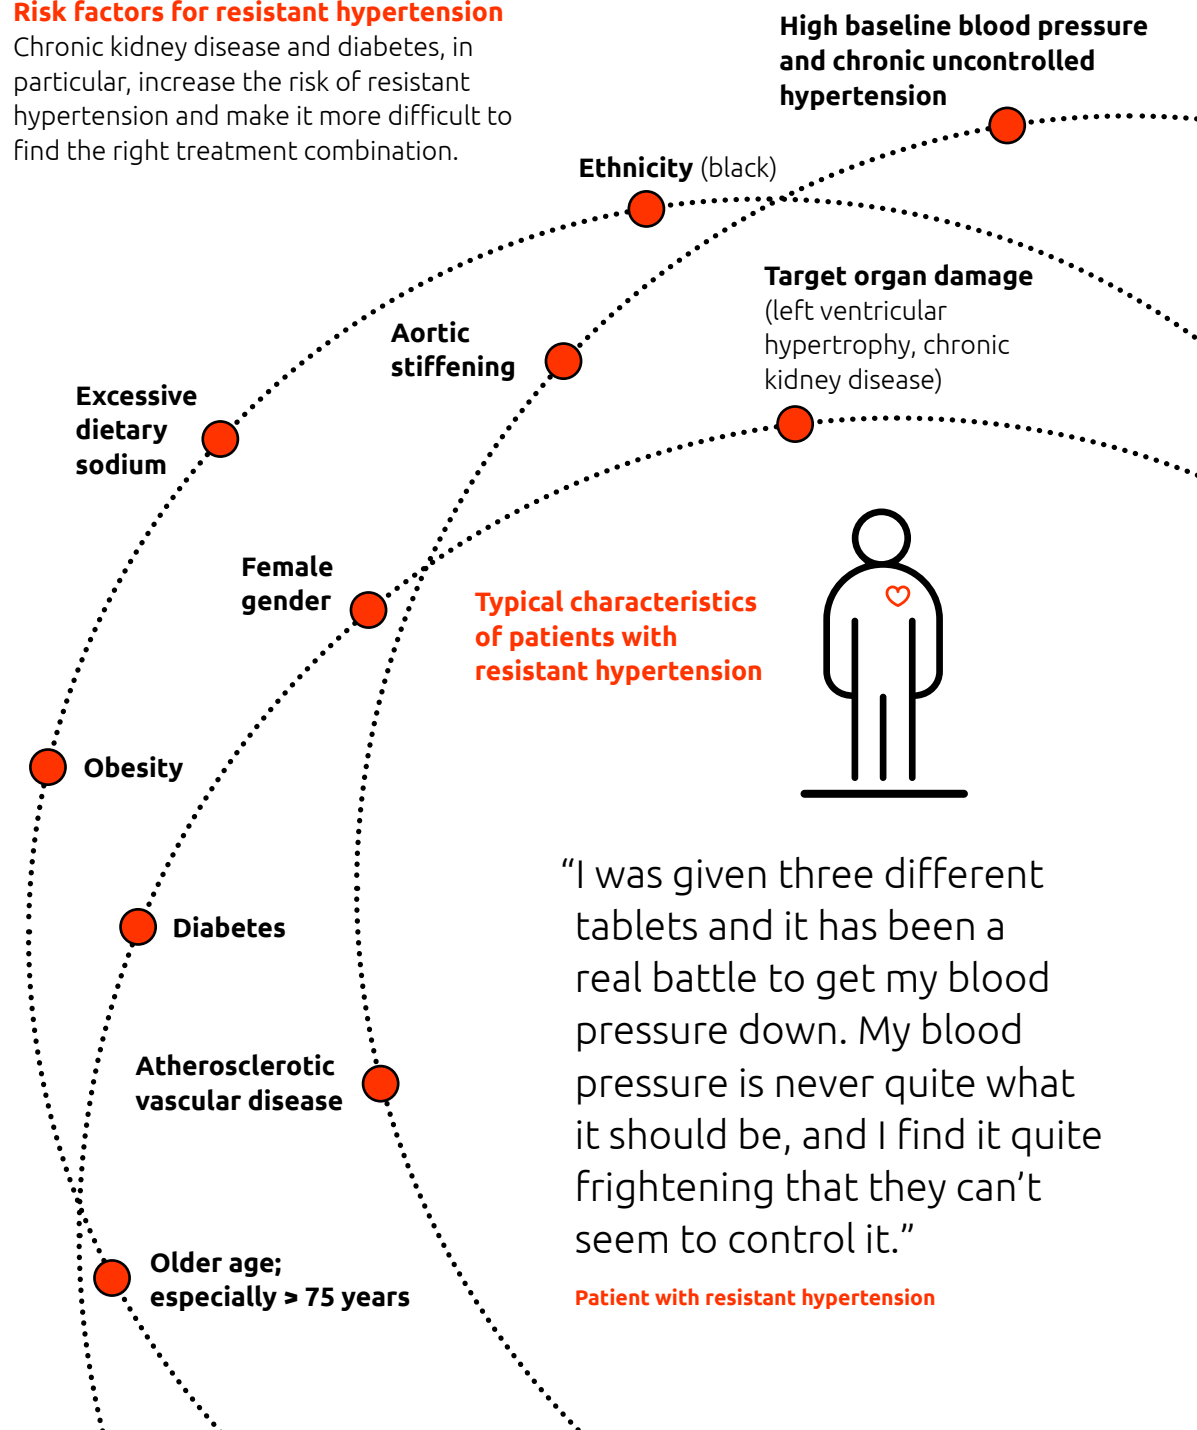 Risk factors for resistant hypertension
Chronic kidney disease and diabetes, in
particular, increase the risk of resistant
hypertension and make it more difficult to
find the right treatment combination.
High baseline blood pressure
and chronic uncontrolled
hypertension
Ethnicity (black)
Target organ damage
(left ventricular
hypertrophy, chronic
kidney disease)
Aortic
stiffening
Excessive
dietary
sodium
Female
gender
Typical characteristics
of patients with
resistant hypertension
Obesity
Diabetes
Atherosclerotic
vascular disease
Older age;
especially > 75 years
“I was given three different
tablets and it has been a
real battle to get my blood
pressure down. My blood
pressure is never quite what
it should be, and I find it quite
frightening that they can’t
seem to control it.”
Patient with resistant hypertension